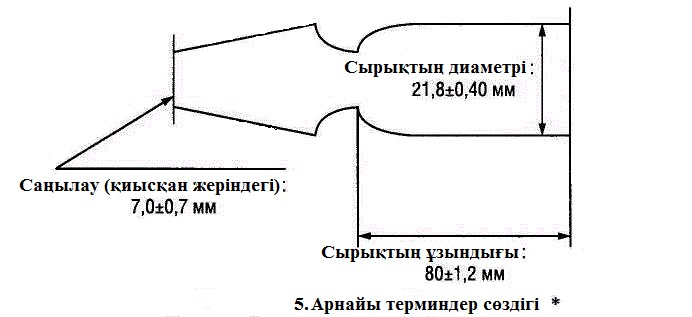 Сырықтың диаметрі:
21,8±0,40 мм
Саңылау (қиысқан жеріндегі):
7,0±0,7 мм
Сырықтың ұзындығы:
80±1,2 мм
5. Арнайы терминдер сөздігі *